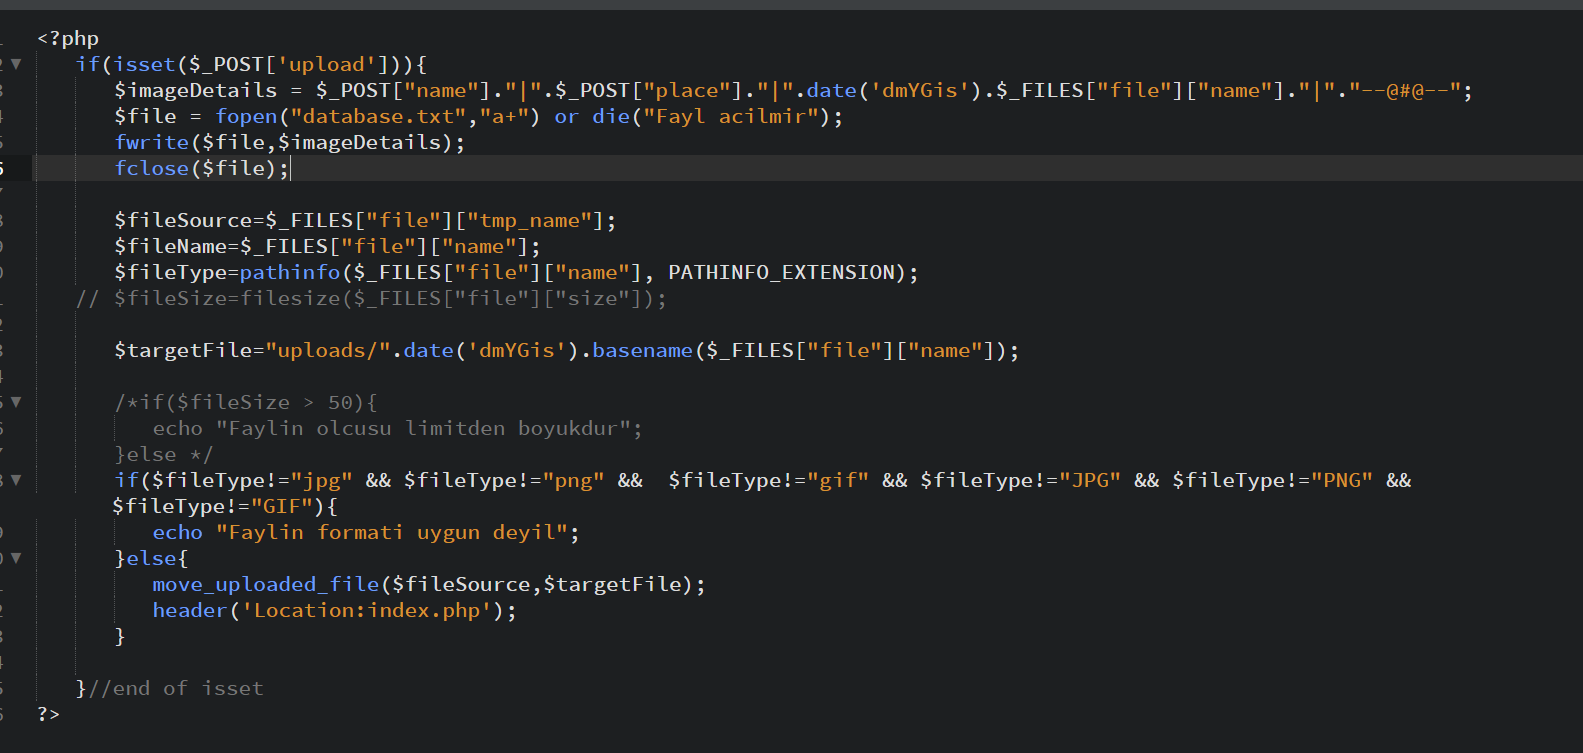 <?php
if(isset($_POST['upload'])){
$imageDetails = $_POST["name"]."|".$_POST["place"]."|".date('dmYGis').$_FILES["file"]["name"]."|"."--@#@--";
$file = fopen("database.txt","a+") or die("Fayl acilmir");
fwrite($file,$imageDetails);
fclose($file);
$fileSource=$_FILES["file"]["tmp_name"];
$fileName=$_FILES["file"]["name"];
$fileType=pathinfo($_FILES["file"]["name"], PATHINFO_EXTENSION);
// $fileSize=filesize($_FILES["file"]["size"]);
$targetFile="uploads/".date('dmYGis').basename($_FILES["file"]["name"]);
/*if($fileSize > 50){
echo "Faylin olcusu limitden boyukdur";
}else */
if($fileType!="jpg" && $fileType!="png" &&  $fileType!="gif" && $fileType!="JPG" && $fileType!="PNG" &&
$fileType!="GIF"){
echo "Faylin formati uygun deyil";
}else{
move_uploaded_file($fileSource,$targetFile);
header('Location:index.php');
}
}//end of isset
?>